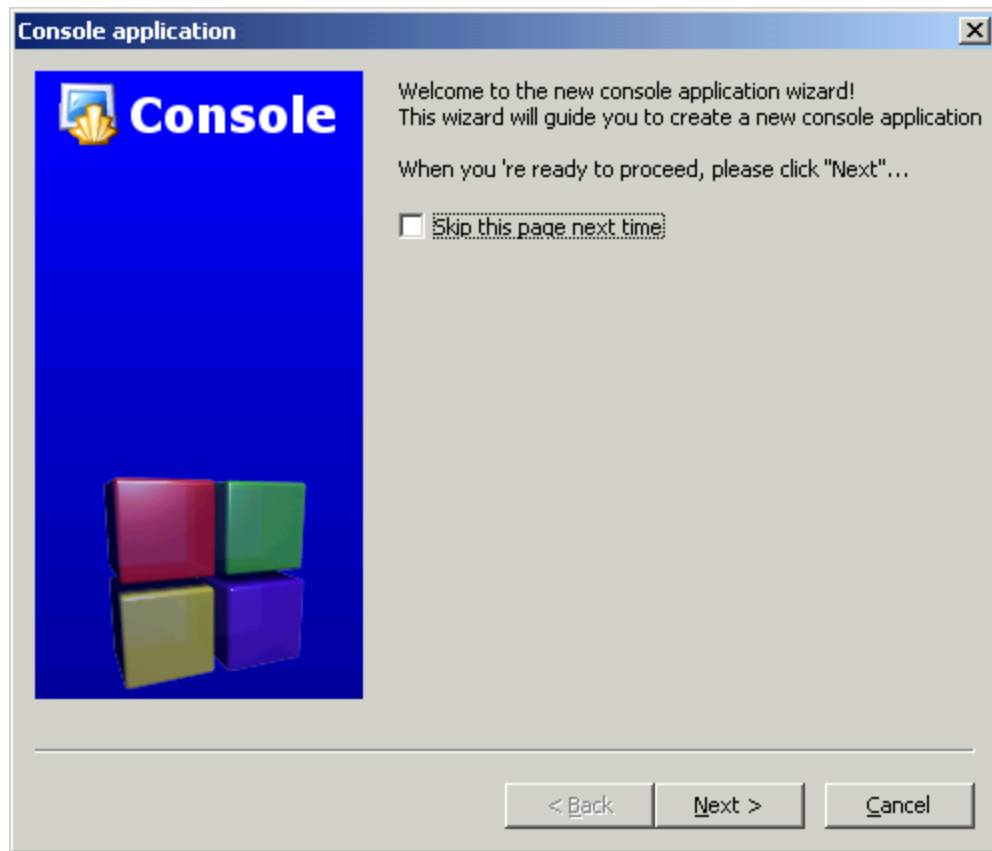 Console application
Console
Welcome to the new console application wizard!
This wizard will guide you to create a new console application
When you 're ready to proceed, please click "Next"...
Skip this page next time
< Back
Next >
Cancel